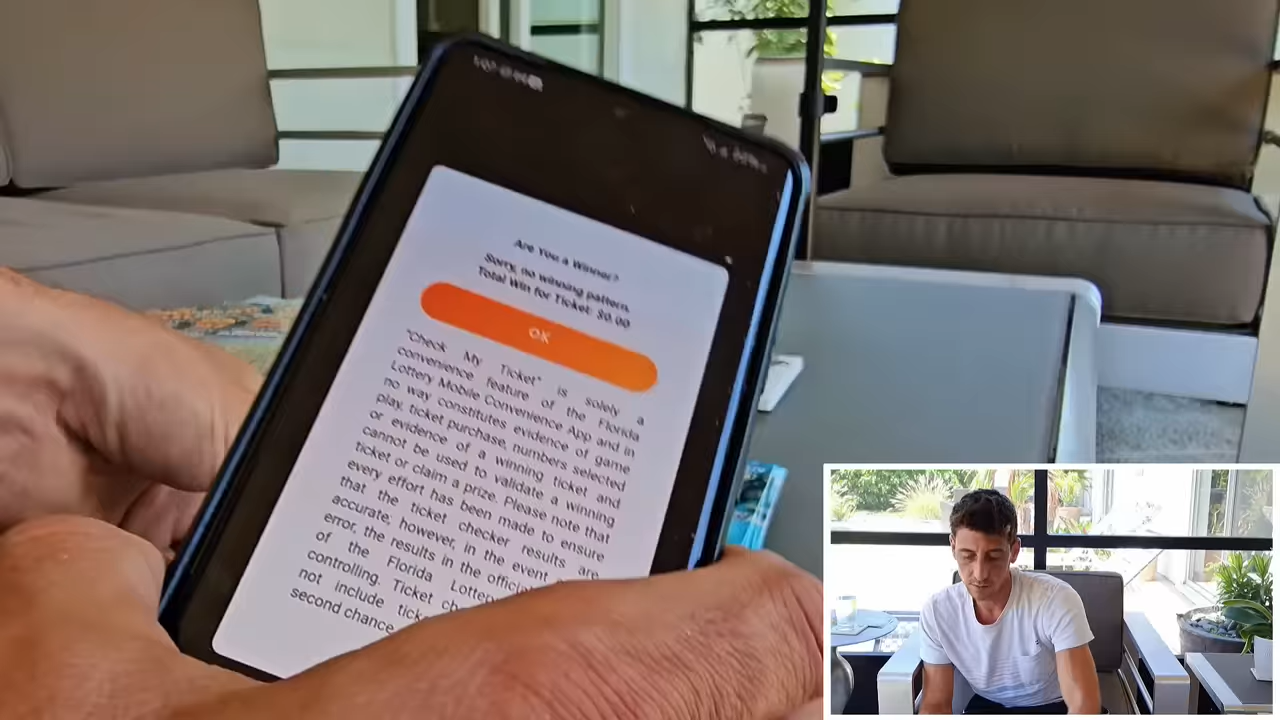 Are You a Winner?
Sorry, no winning pattern.
Total Win for Ticket: $0.00
OK
"Check My Ticket" is solely a
convenience feature of the Florida
Lottery Mobile Convenience App and in
no way constitutes evidence of game
play, ticket purchase, numbers selected
or evidence of a winning ticket and
cannot be used to validate a winning
ticket or claim a prize. Please note that
every effort has been made to ensure
that the ticket checker results are
accurate, however, in the event
error, the results in the
of the Florida
controlling. Ticket
not include
second chance